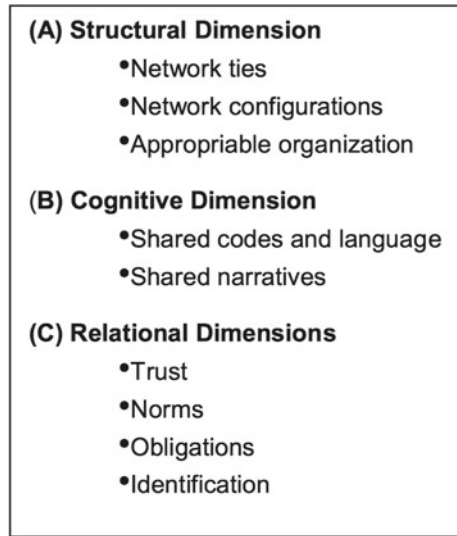 (A) Structural Dimension
•Network ties
•Network configurations
•Appropriable organization
(B) Cognitive Dimension
•Shared codes and language
•Shared narratives
(C) Relational Dimensions
•Trust
•Norms
•Obligations
•Identification